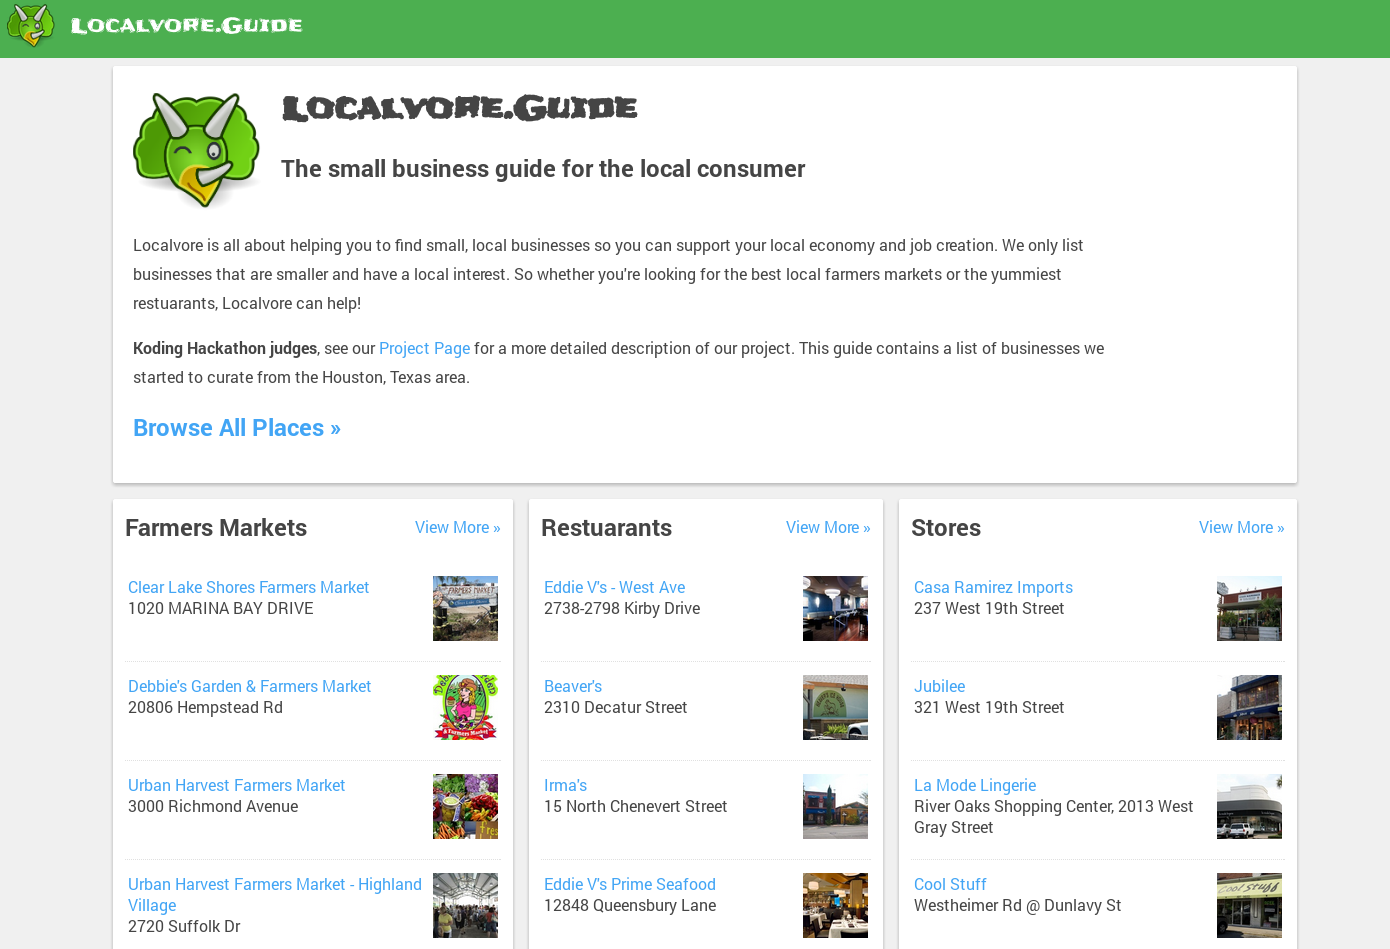 Localvore.Guide
Localvore.Guide
The small business guide for the local consumer
Localvore is all about helping you to find small, local businesses so you can support your local economy and job creation. We only list
businesses that are smaller and have a local interest. So whether you're looking for the best local farmers markets or the yummiest
restuarants, Localvore can help!
Koding Hackathon judges, see our Project Page for a more detailed description of our project. This guide contains a list of businesses we
started to curate from the Houston, Texas area.
Browse All Places »
Farmers Markets
View More »
Clear Lake Shores Farmers Market
1020 MARINA BAY DRIVE
FARMERS MARKET
Debbie's Garden & Farmers Market
20806 Hempstead Rd
& Farmers Market
Urban Harvest Farmers Market
3000 Richmond Avenue
Urban Harvest Farmers Market - Highland
Village
2720 Suffolk Dr
Restuarants
View More »
Eddie V's - West Ave
2738-2798 Kirby Drive
Beaver's
2310 Decatur Street
Irma's
15 North Chenevert Street
Eddie V's Prime Seafood
12848 Queensbury Lane
Stores
View More »
Casa Ramirez Imports
237 West 19th Street
Jubilee
321 West 19th Street
La Mode Lingerie
River Oaks Shopping Center, 2013 West
Gray Street
Cool Stuff
Westheimer Rd @ Dunlavy St
Cool Stuff